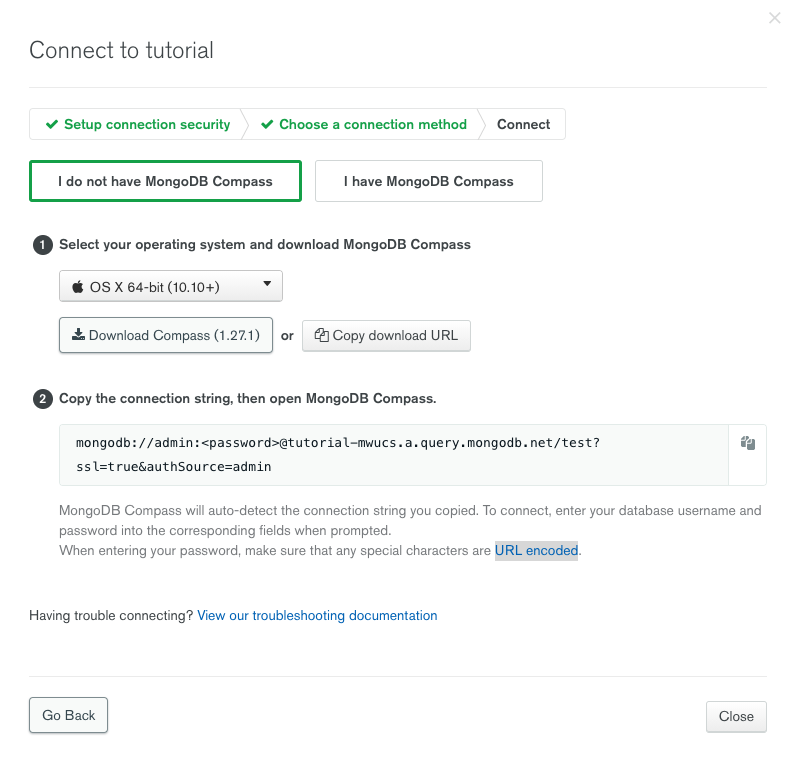 Connect to tutorial
Setup connection security
Choose a connection method
Connect
I do not have MongoDB Compass
I have MongoDB Compass
1 Select your operating system and download MongoDB Compass
OS X 64-bit (10.10+)
Download Compass (1.27.1) or Copy download URL
2 Copy the connection string, then open MongoDB Compass.
mongodb://admin:<password>@tutorial-mwucs.a.query.mongodb.net/test?
ssl=true&authSource=admin
MongoDB Compass will auto-detect the connection string you copied. To connect, enter your database username and
password into the corresponding fields when prompted.
When entering your password, make sure that any special characters are URL encoded.
Having trouble connecting? View our troubleshooting documentation
Go Back
Close